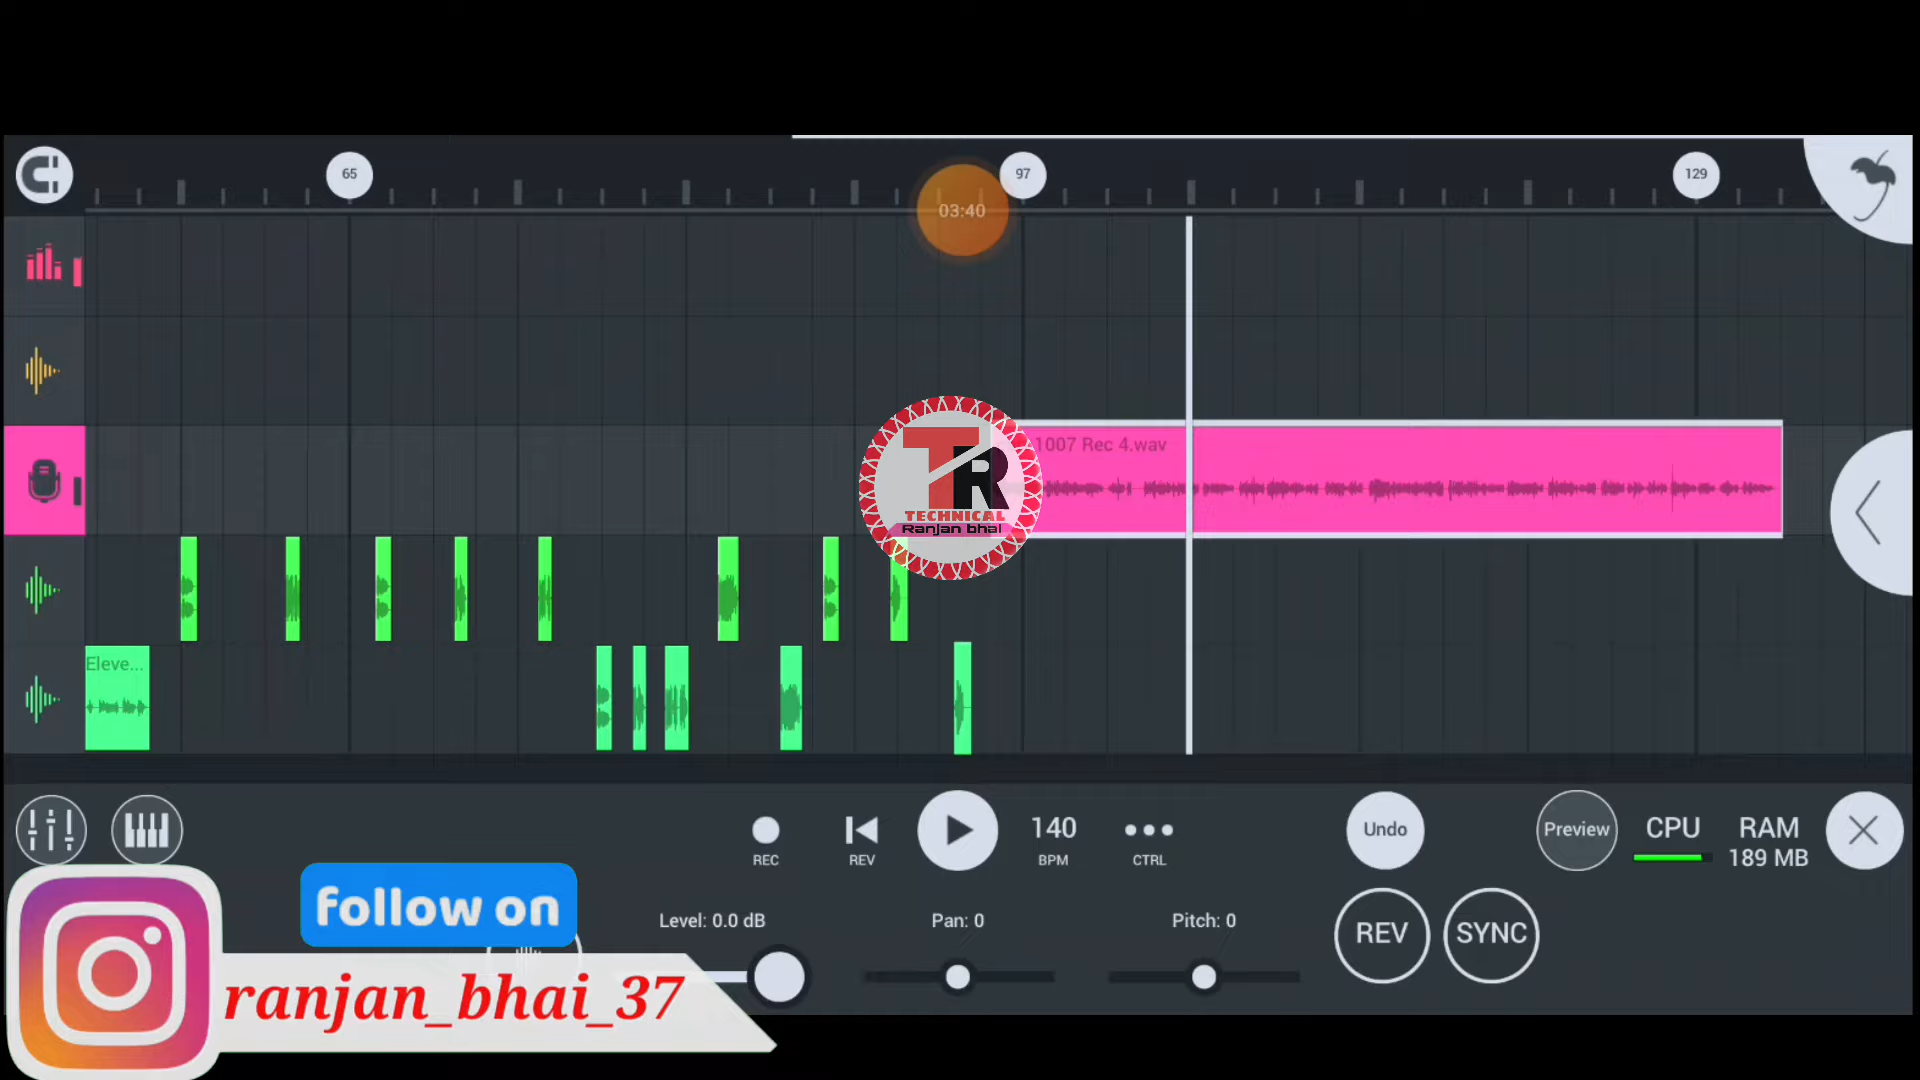 65
97
129
03:40
1007 Rec 4.wav
TR
TECHNICAL
Ranjan bhai
Eleve...
REC
REV
140
BPM
CTRL
Undo
Preview
CPU
RAM
189 MB
follow on
ranjan_bhai_37
Level: 0.0 dB
Pan: 0
Pitch: 0
REV
SYNC